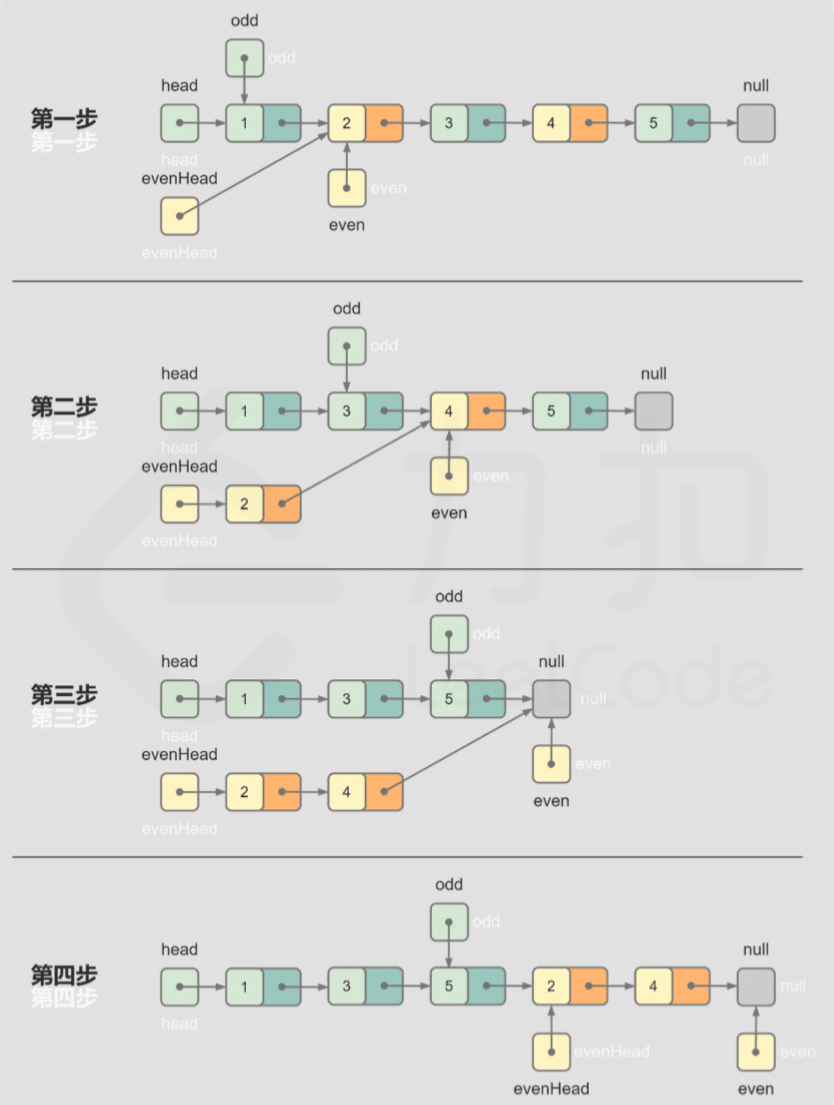 odd
odd
head
null
第一步
第一步
1
2
3
4
5
head
null
evenHead
even
evenHead
even
odd
odd
head
null
第二步
第二步
1
3
4
5
head
null
evenHead
even
2
evenHead
even
力扣
odd
odd
LeetCode
head
null
第三步
第三步
1
3
5
null
head
evenHead
even
2
4
evenHead
even
odd
odd
head
null
第四步
第四步
1
3
5
2
4
null
head
evenHead
even
evenHead
even